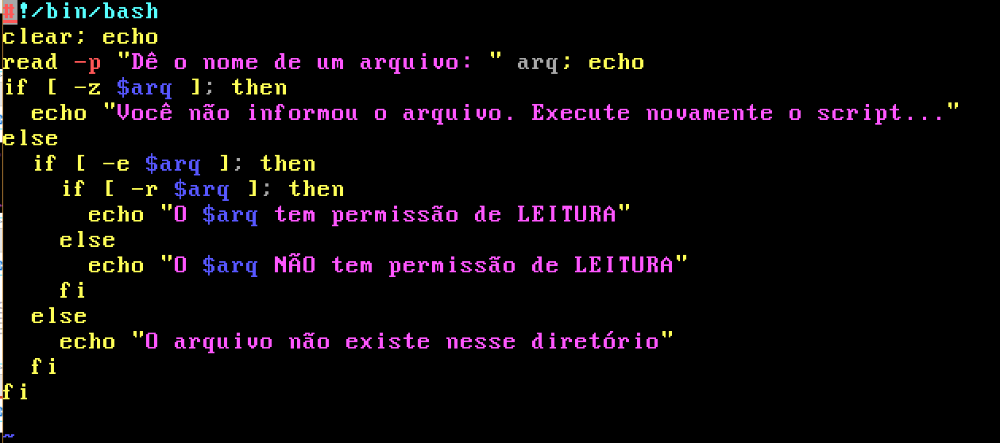 #!/bin/bash
clear; echo
read -p "Dê o nome de um arquivo: " arq; echo
if [ -z $arq ]; then
  echo "Você não informou o arquivo. Execute novamente o script..."
else
  if [ -e $arq ]; then
    if [ -r $arq ]; then
      echo "O $arq tem permissão de LEITURA"
    else
      echo "O $arq NÃO tem permissão de LEITURA"
    fi
  else
    echo "O arquivo não existe nesse diretório"
  fi
fi
~